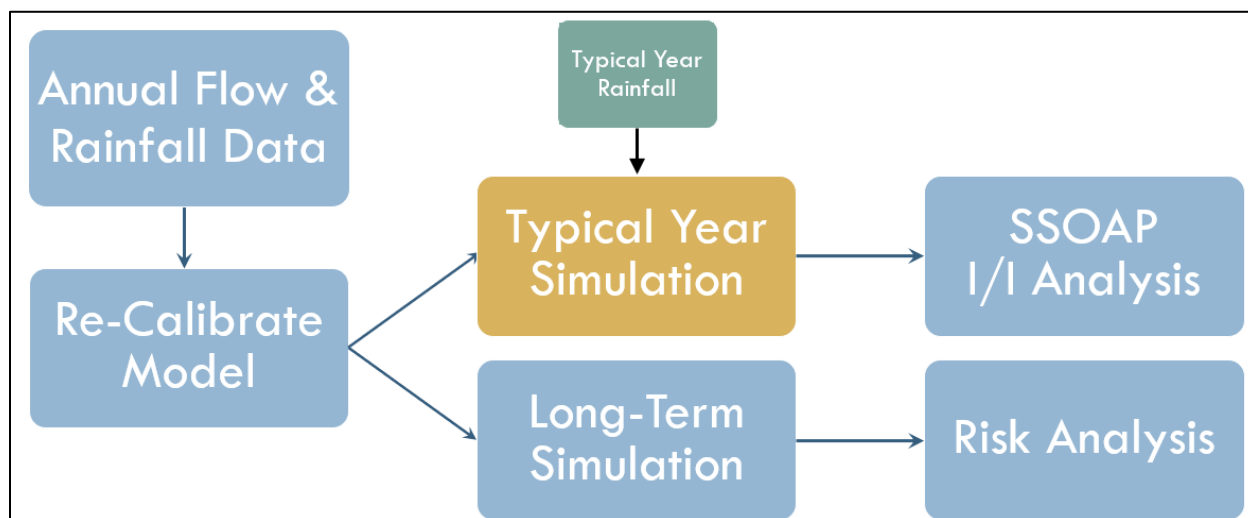 Annual Flow &
Rainfall Data
Typical Year
Rainfall
Re-Calibrate
Model
Typical Year
Simulation
SSOAP
I/I Analysis
Long-Term
Simulation
Risk Analysis